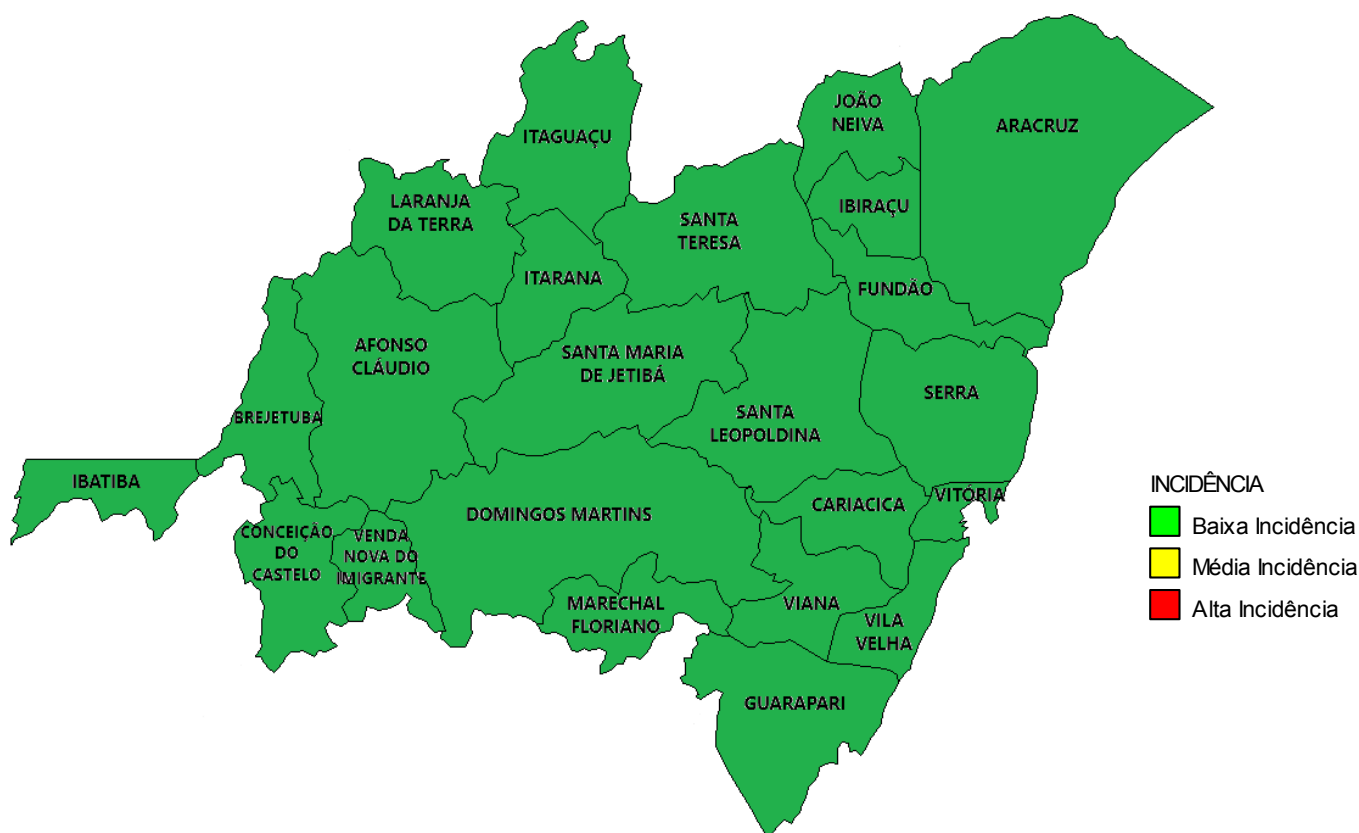 JOÃO
NEIVA
ARACRUZ
ITAGUAÇU
LARANJA
DA TERRA
IBIRAÇU
SANTA
TERESA
ITARANA
FUNDÃO
AFONSO
CLÁUDIO
SANTA MARIA
DE JETIBÁ
SERRA
BREJETUBA
SANTA
LEOPOLDINA
IBATIBA
VITÓRIA
CARIACICA
DOMINGOS MARTINS
CONCEIÇÃO
DO
CASTELO
VENDA
NOVA DO
IMIGRANTE
MARECHAL
FLORIANO
VIANA
VILA
VELHA
GUARAPARI
INCIDÊNCIA
Baixa Incidência
Média Incidência
Alta Incidência